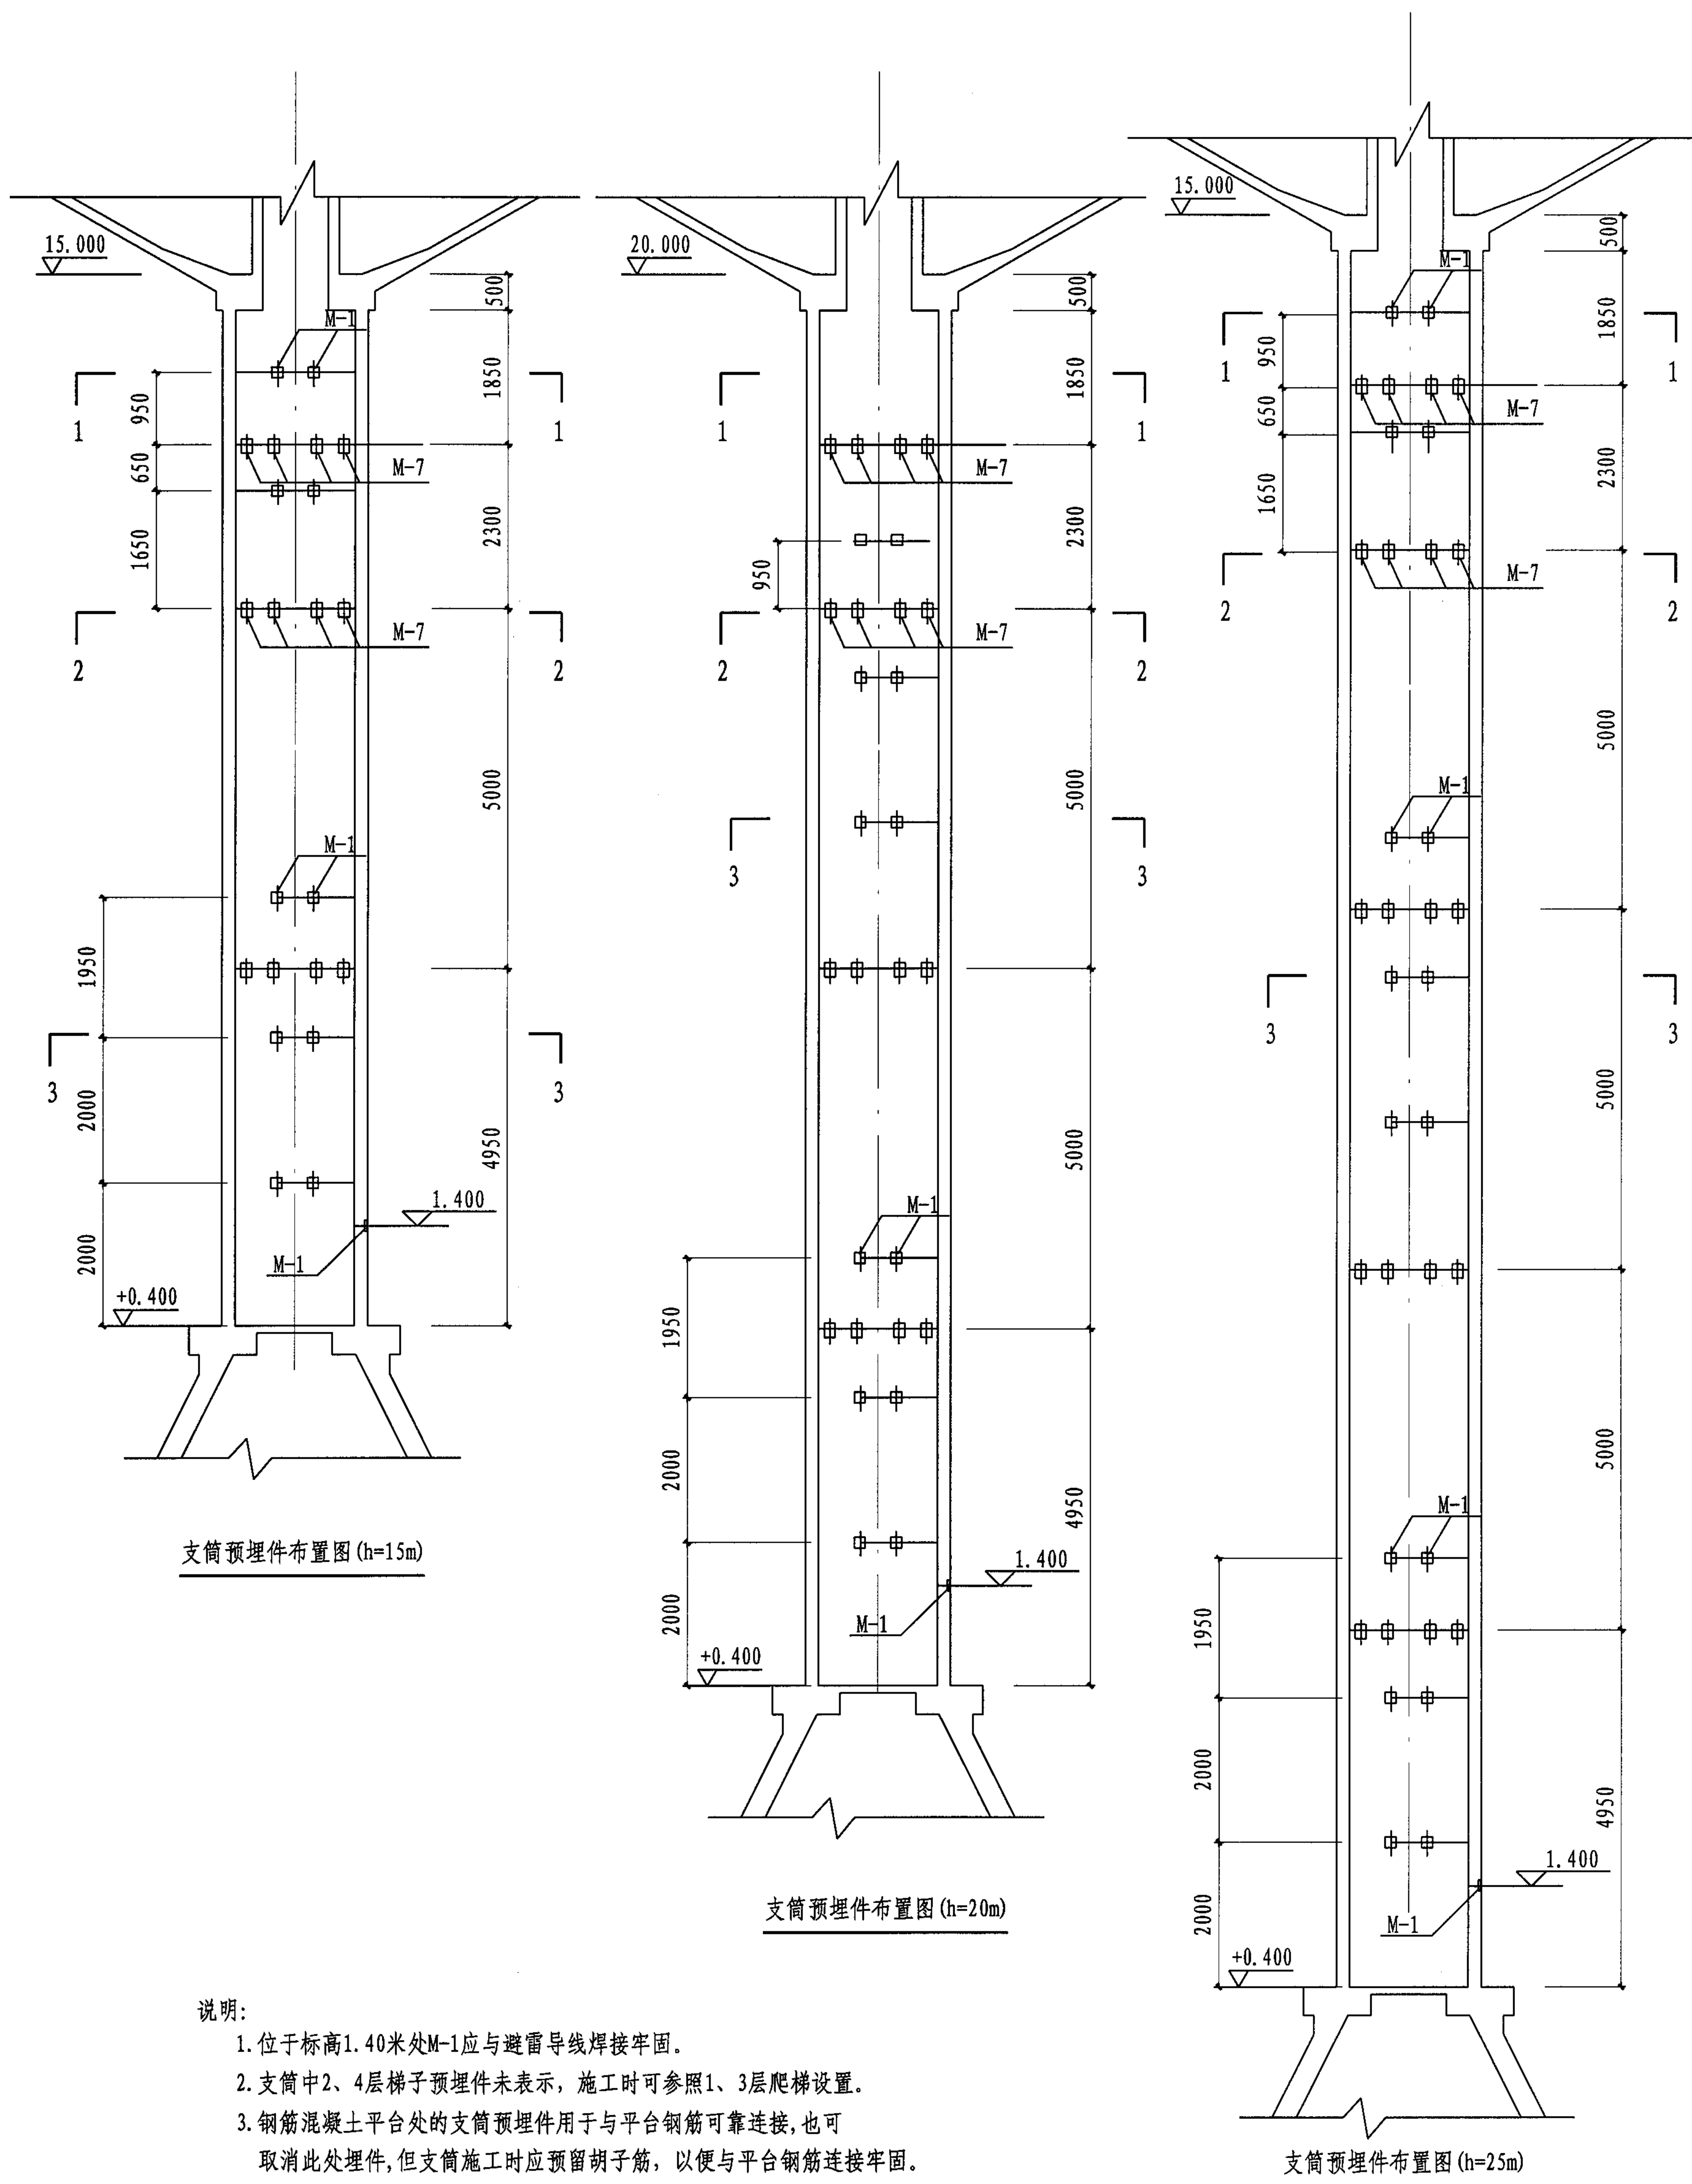 15.000
500
M-1
1850
1
1
950
650
M-7
2300
1650
M-7
2
2
5000
M-1
1950
3
3
2000
4950
1.400
M-1
2000
+0.400
支筒预埋件布置图(h=15m)
20.000
500
1850
1
1
M-7
2300
950
M-7
2
2
5000
3
3
5000
M-1
1950
2000
4950
1.400
M-1
2000
+0.400
支筒预埋件布置图(h=20m)
15.000
500
M-1
1850
1
1
950
650
M-7
2300
1650
M-7
2
2
5000
M-1
3
3
5000
5000
M-1
1950
2000
4950
1.400
M-1
2000
+0.400
支筒预埋件布置图(h=25m)
说明:
1.位于标高1.40米处M-1应与避雷导线焊接牢固。
2.支筒中2、4层梯子预埋件未表示，施工时可参照1、3层爬梯设置。
3.钢筋混凝土平台处的支筒预埋件用于与平台钢筋可靠连接,也可
取消此处埋件,但支筒施工时应预留胡子筋，以便与平台钢筋连接牢固。